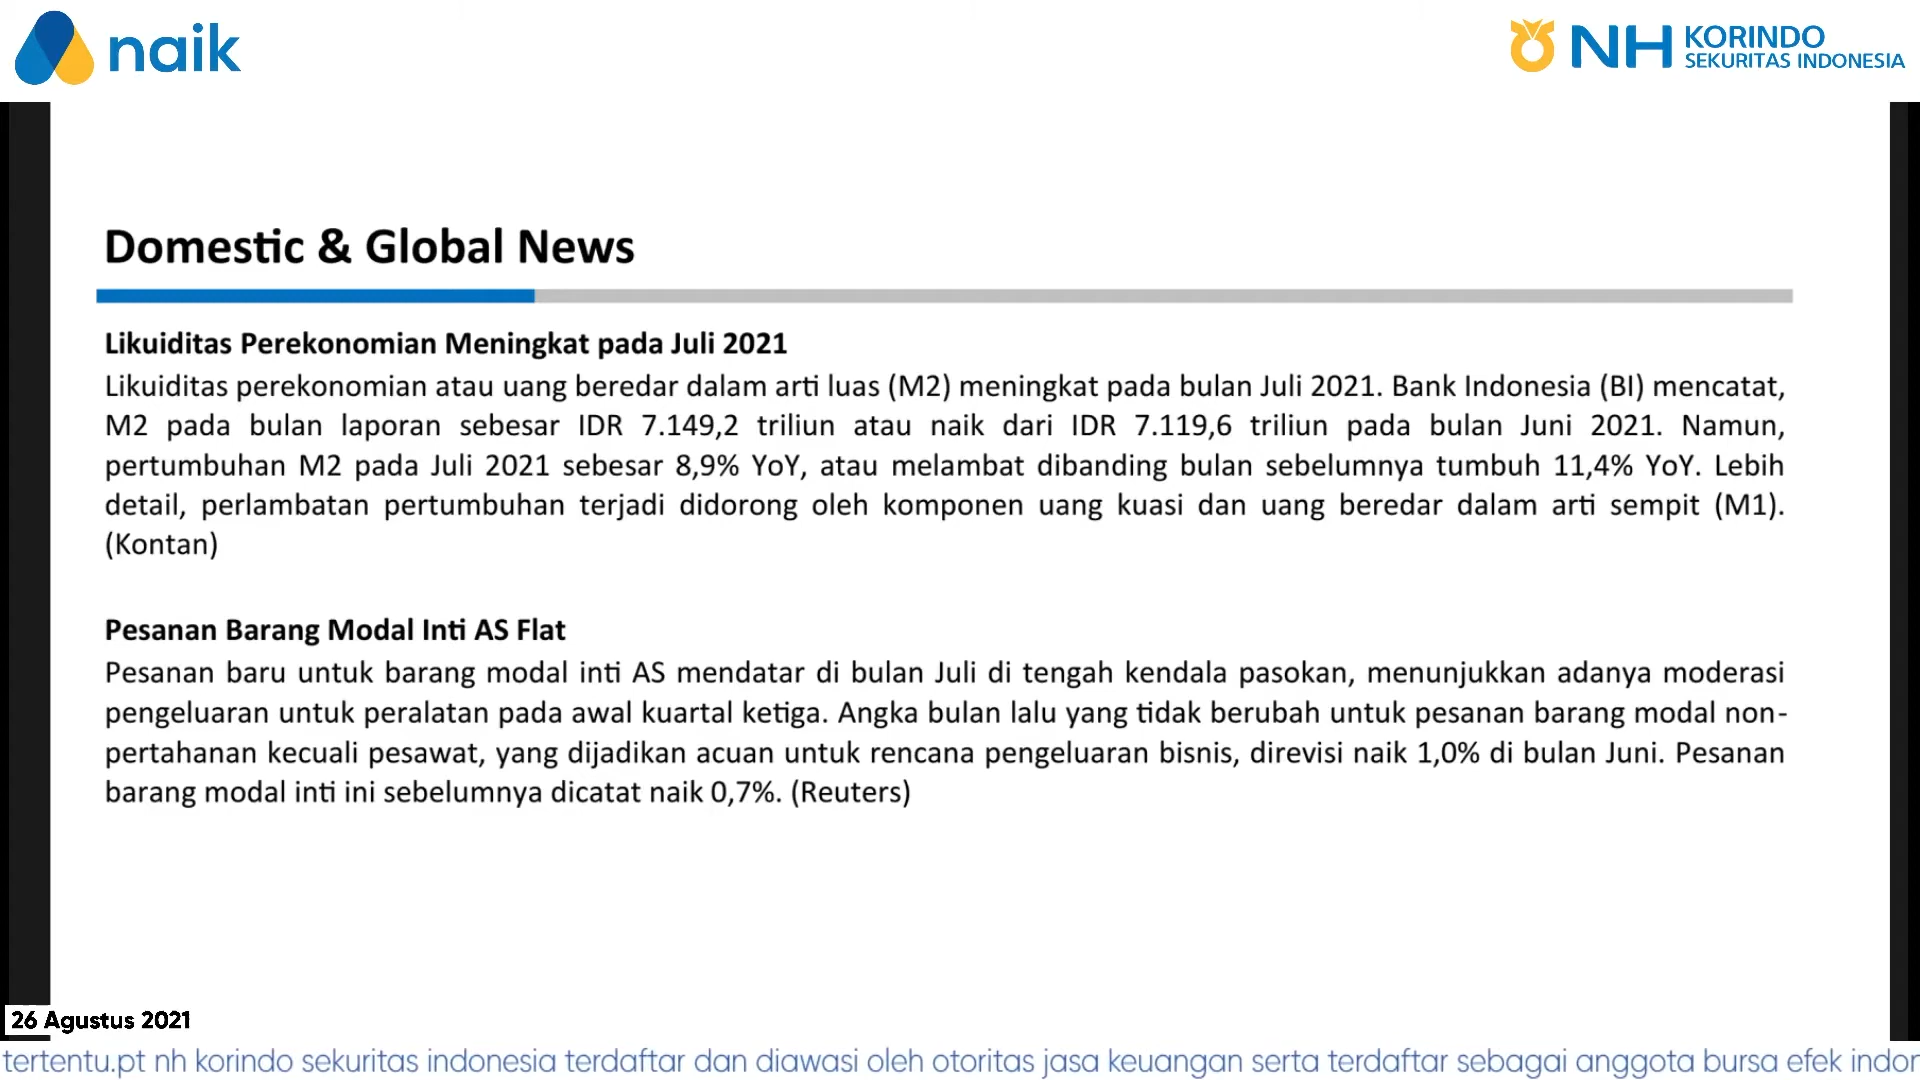 naik
NH KORINDO
SEKURITAS INDONESIA
Domestic & Global News
Likuiditas Perekonomian Meningkat pada Juli 2021
Likuiditas perekonomian atau uang beredar dalam arti luas (M2) meningkat pada bulan Juli 2021. Bank Indonesia (BI) mencatat,
M2 pada bulan laporan sebesar IDR 7.149,2 triliun atau naik dari IDR 7.119,6 triliun pada bulan Juni 2021. Namun,
pertumbuhan M2 pada Juli 2021 sebesar 8,9% YoY, atau melambat dibanding bulan sebelumnya tumbuh 11,4% YoY. Lebih
detail, perlambatan pertumbuhan terjadi didorong oleh komponen uang kuasi dan uang beredar dalam arti sempit (M1).
(Kontan)
Pesanan Barang Modal Inti AS Flat
Pesanan baru untuk barang modal inti AS mendatar di bulan Juli di tengah kendala pasokan, menunjukkan adanya moderasi
pengeluaran untuk peralatan pada awal kuartal ketiga. Angka bulan lalu yang tidak berubah untuk pesanan barang modal non-
pertahanan kecuali pesawat, yang dijadikan acuan untuk rencana pengeluaran bisnis, direvisi naik 1,0% di bulan Juni. Pesanan
barang modal inti ini sebelumnya dicatat naik 0,7%. (Reuters)
26 Agustus 2021
tertentu.pt nh korindo sekuritas indonesia terdaftar dan diawasi oleh otoritas jasa keuangan serta terdaftar sebagai anggota bursa efek indor